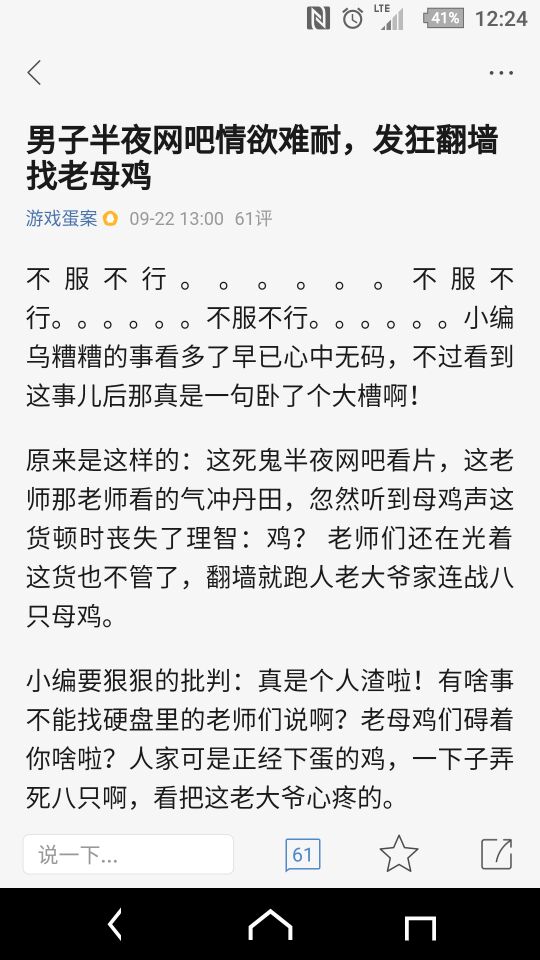 LTE 41% 12:24
男子半夜网吧情欲难耐，发狂翻墙
找老母鸡
游戏蛋案 09-22 13:00 61评
不服不行。。。。。。不服不
行。。。。。。不服不行。。。。。。小编
乌糟糟的事看多了早已心中无码，不过看到
这事儿后那真是一句卧了个大槽啊！
原来是这样的：这死鬼半夜网吧看片，这老
师那老师看的气冲丹田，忽然听到母鸡声这
货顿时丧失了理智：鸡？ 老师们还在光着
这货也不管了，翻墙就跑人老大爷家连战八
只母鸡。
小编要狠狠的批判：真是个人渣啦！有啥事
不能找硬盘里的老师们说啊？老母鸡们碍着
你啥啦？人家可是正经下蛋的鸡，一下子弄
死八只啊，看把这老大爷心疼的。
说一下... 61